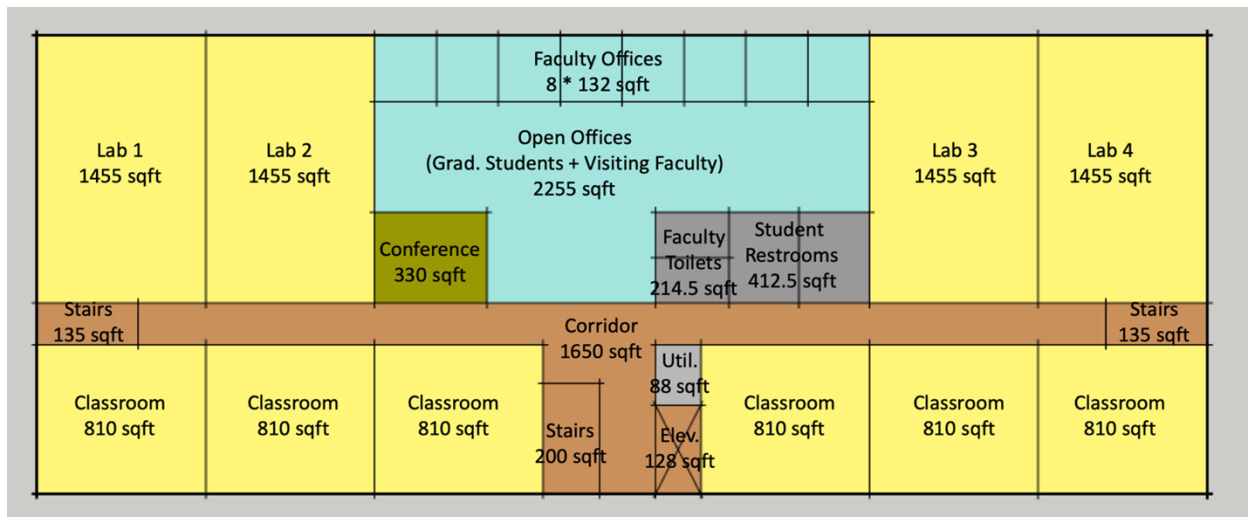 Faculty Offices
8 * 132 sqft
Open Offices
(Grad. Students + Visiting Faculty)
2255 sqft
Lab 1
1455 sqft
Lab 2
1455 sqft
Lab 3
1455 sqft
Lab 4
1455 sqft
Conference
330 sqft
Faculty
Toilets
214.5 sqft
Student
Restrooms
412.5 sqft
Stairs
135 sqft
Corridor
1650 sqft
Stairs
135 sqft
Util.
88 sqft
Classroom
810 sqft
Classroom
810 sqft
Classroom
810 sqft
Stairs
200 sqft
Elev.
128 sqft
Classroom
810 sqft
Classroom
810 sqft
Classroom
810 sqft